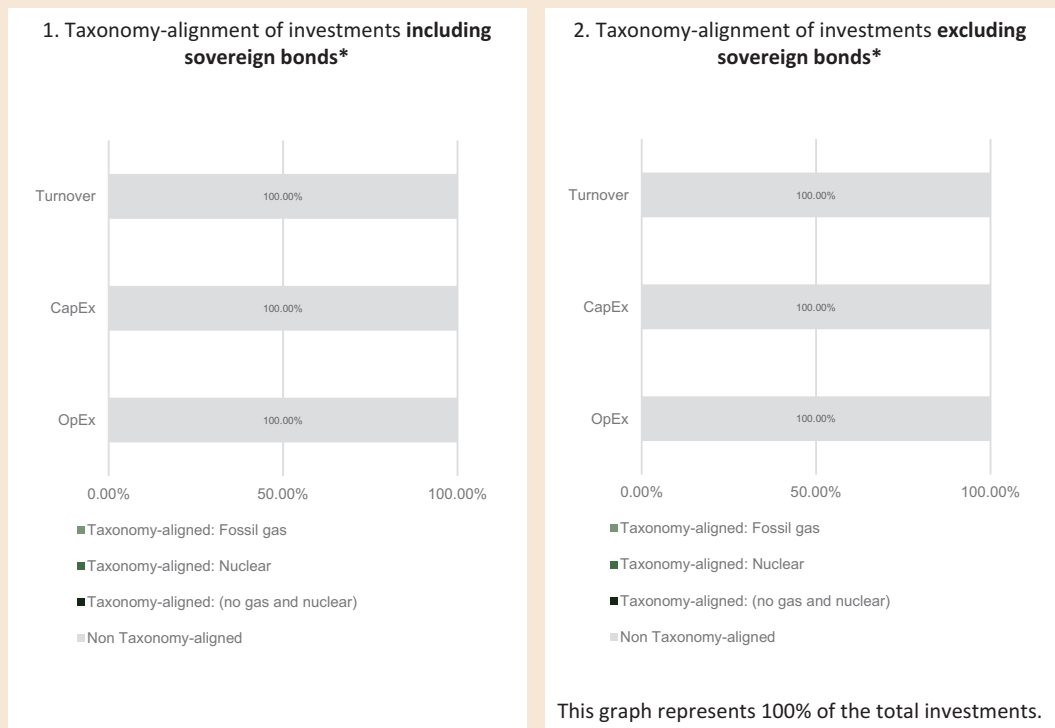 1. Taxonomy-alignment of investments including
sovereign bonds*
Turnover
100.00%
CapEx
100.00%
OpEx
100.00%
0.00%
50.00%
100.00%
Taxonomy-aligned: Fossil gas
Taxonomy-aligned: Nuclear
Taxonomy-aligned: (no gas and nuclear)
Non Taxonomy-aligned
2. Taxonomy-alignment of investments excluding
sovereign bonds*
Turnover
100.00%
CapEx
100.00%
OpEx
100.00%
0.00%
50.00%
100.00%
Taxonomy-aligned: Fossil gas
Taxonomy-aligned: Nuclear
Taxonomy-aligned: (no gas and nuclear)
Non Taxonomy-aligned
This graph represents 100% of the total investments.